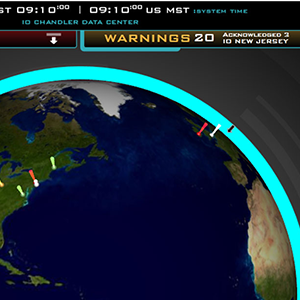 ST 09:10:00 | 09:10:00 US MST :SYSTEM TIME
IO CHANDLER DATA CENTER
WARNINGS 20 ACKNOWLEDGED 2
IO NEW JERSEY